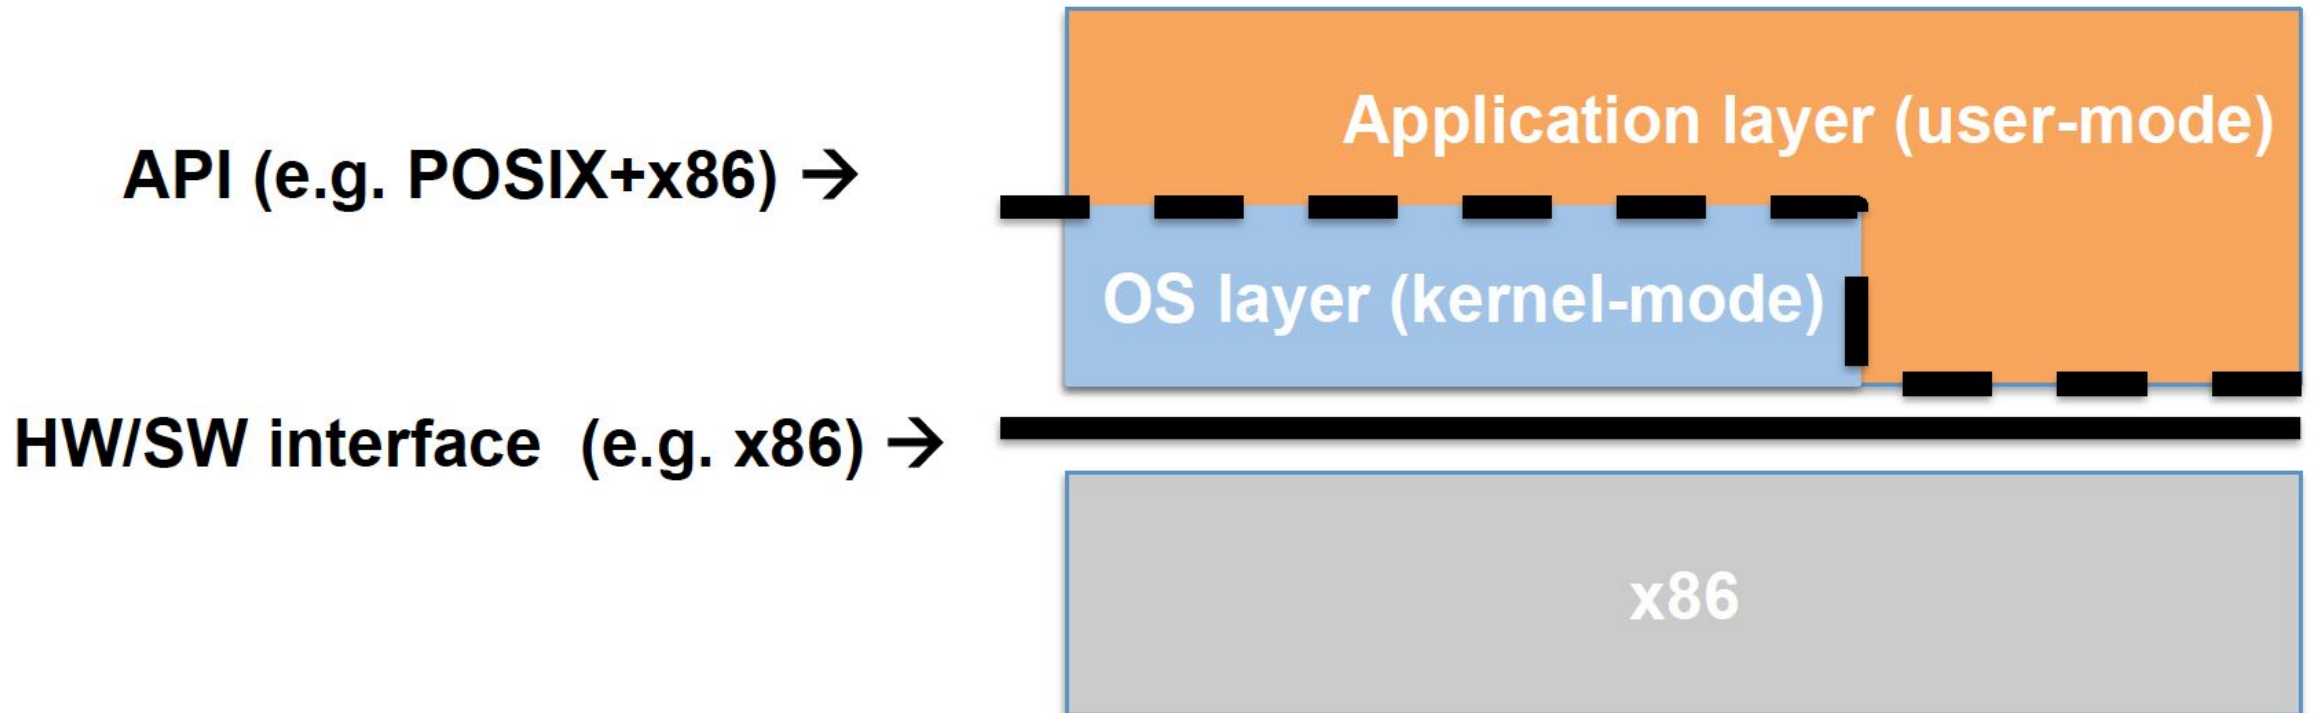 Application layer (user-mode)
API (e.g. POSIX+x86) →
OS layer (kernel-mode)
HW/SW interface  (e.g. x86) →
x86